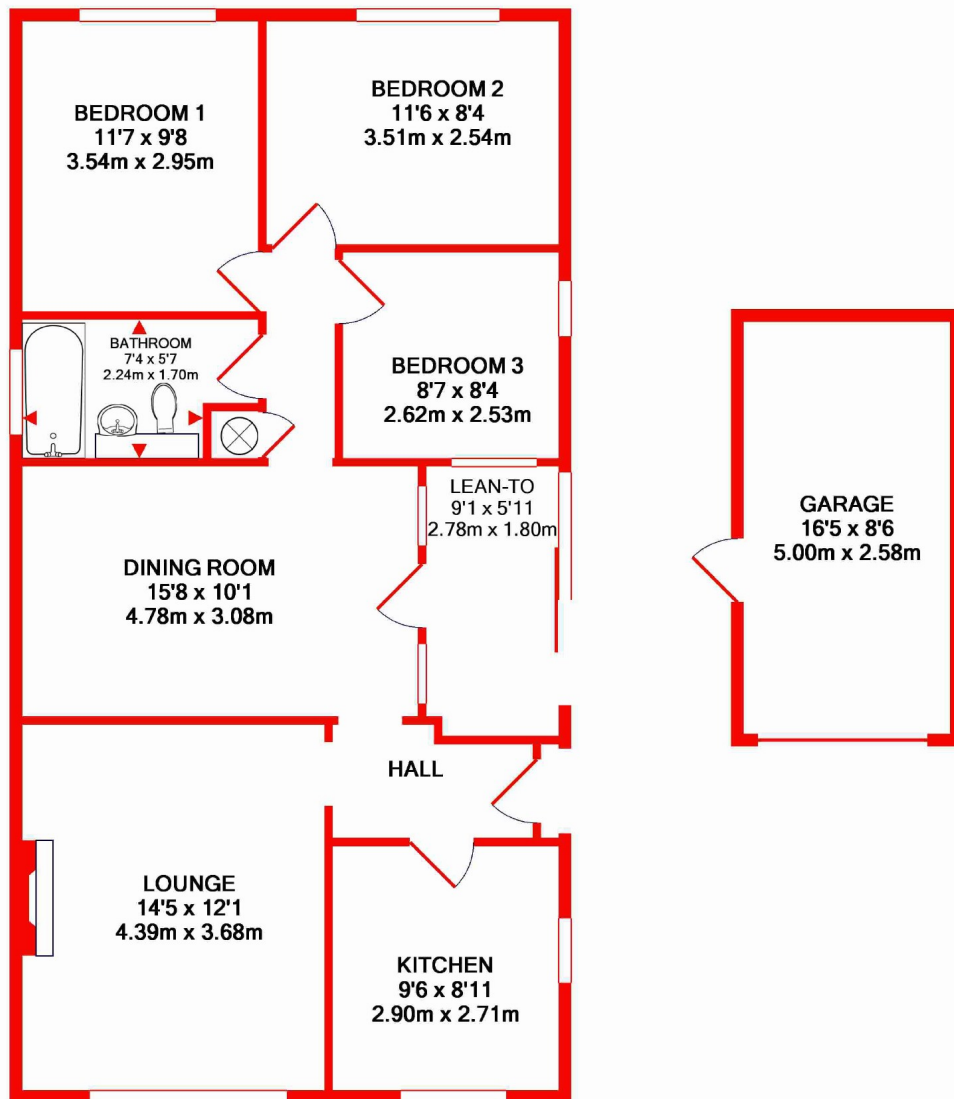 BEDROOM 1
11'7 x 9'8
3.54m x 2.95m
BEDROOM 2
11'6 x 8'4
3.51m x 2.54m
BATHROOM
7'4 x 5'7
2.24m x 1.70m
BEDROOM 3
8'7 x 8'4
2.62m x 2.53m
LEAN-TO
9'1 x 5'11
2.78m x 1.80m
GARAGE
16'5 x 8'6
5.00m x 2.58m
DINING ROOM
15'8 x 10'1
4.78m x 3.08m
HALL
LOUNGE
14'5 x 12'1
4.39m x 3.68m
KITCHEN
9'6 x 8'11
2.90m x 2.71m